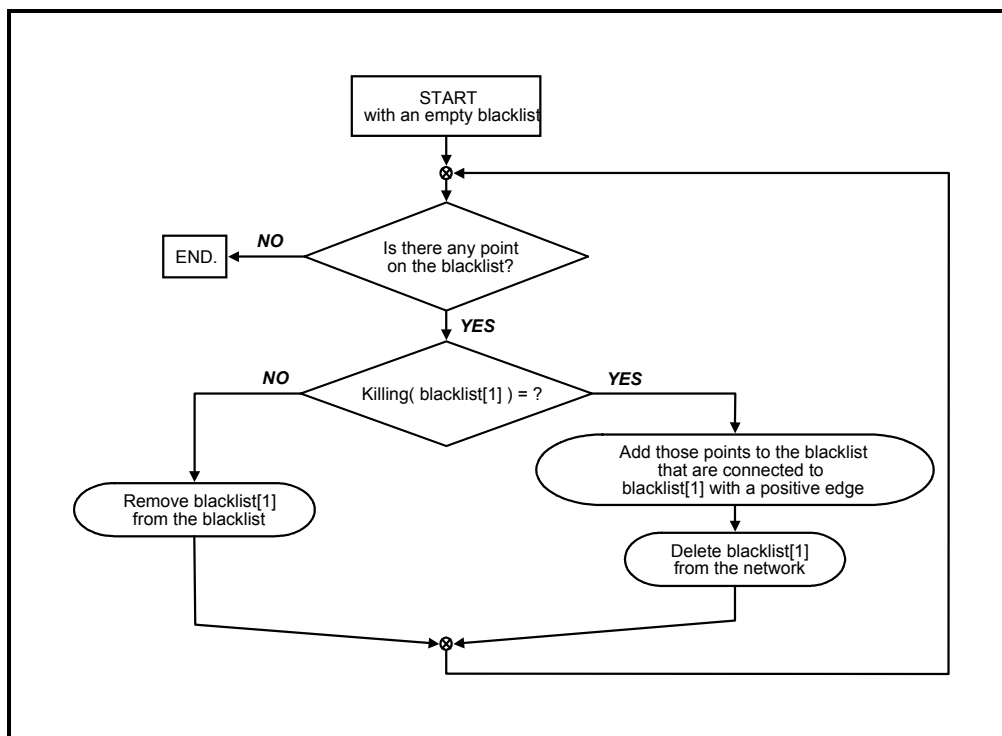 START
with an empty blacklist
Is there any point
on the blacklist?
NO
END.
YES
Killing( blacklist[1] ) = ?
NO
YES
Add those points to the blacklist
that are connected to
blacklist[1] with a positive edge
Remove blacklist[1]
from the blacklist
Delete blacklist[1]
from the network